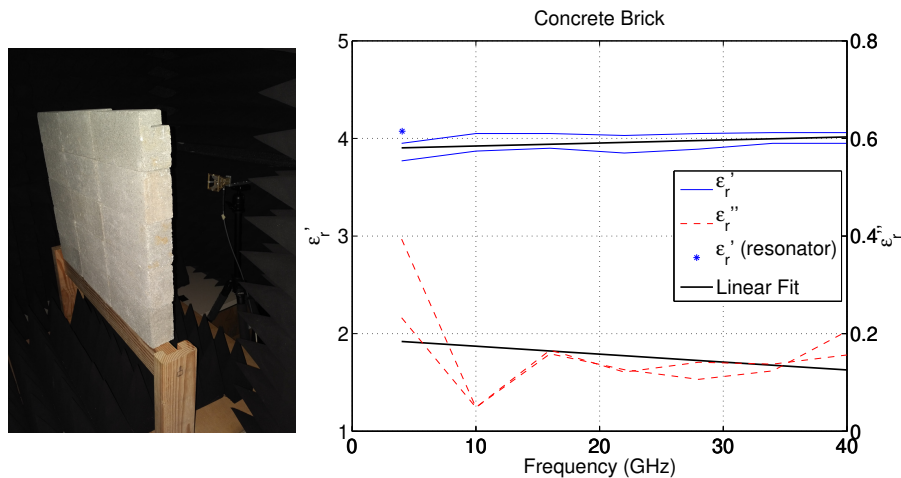 Concrete Brick
5
4
3
2
1
0.8
0.6
0.4
0.2
0
0
10
20
30
40
Frequency (GHz)
εr'
εr''
εr'
εr''
εr' (resonator)
Linear Fit